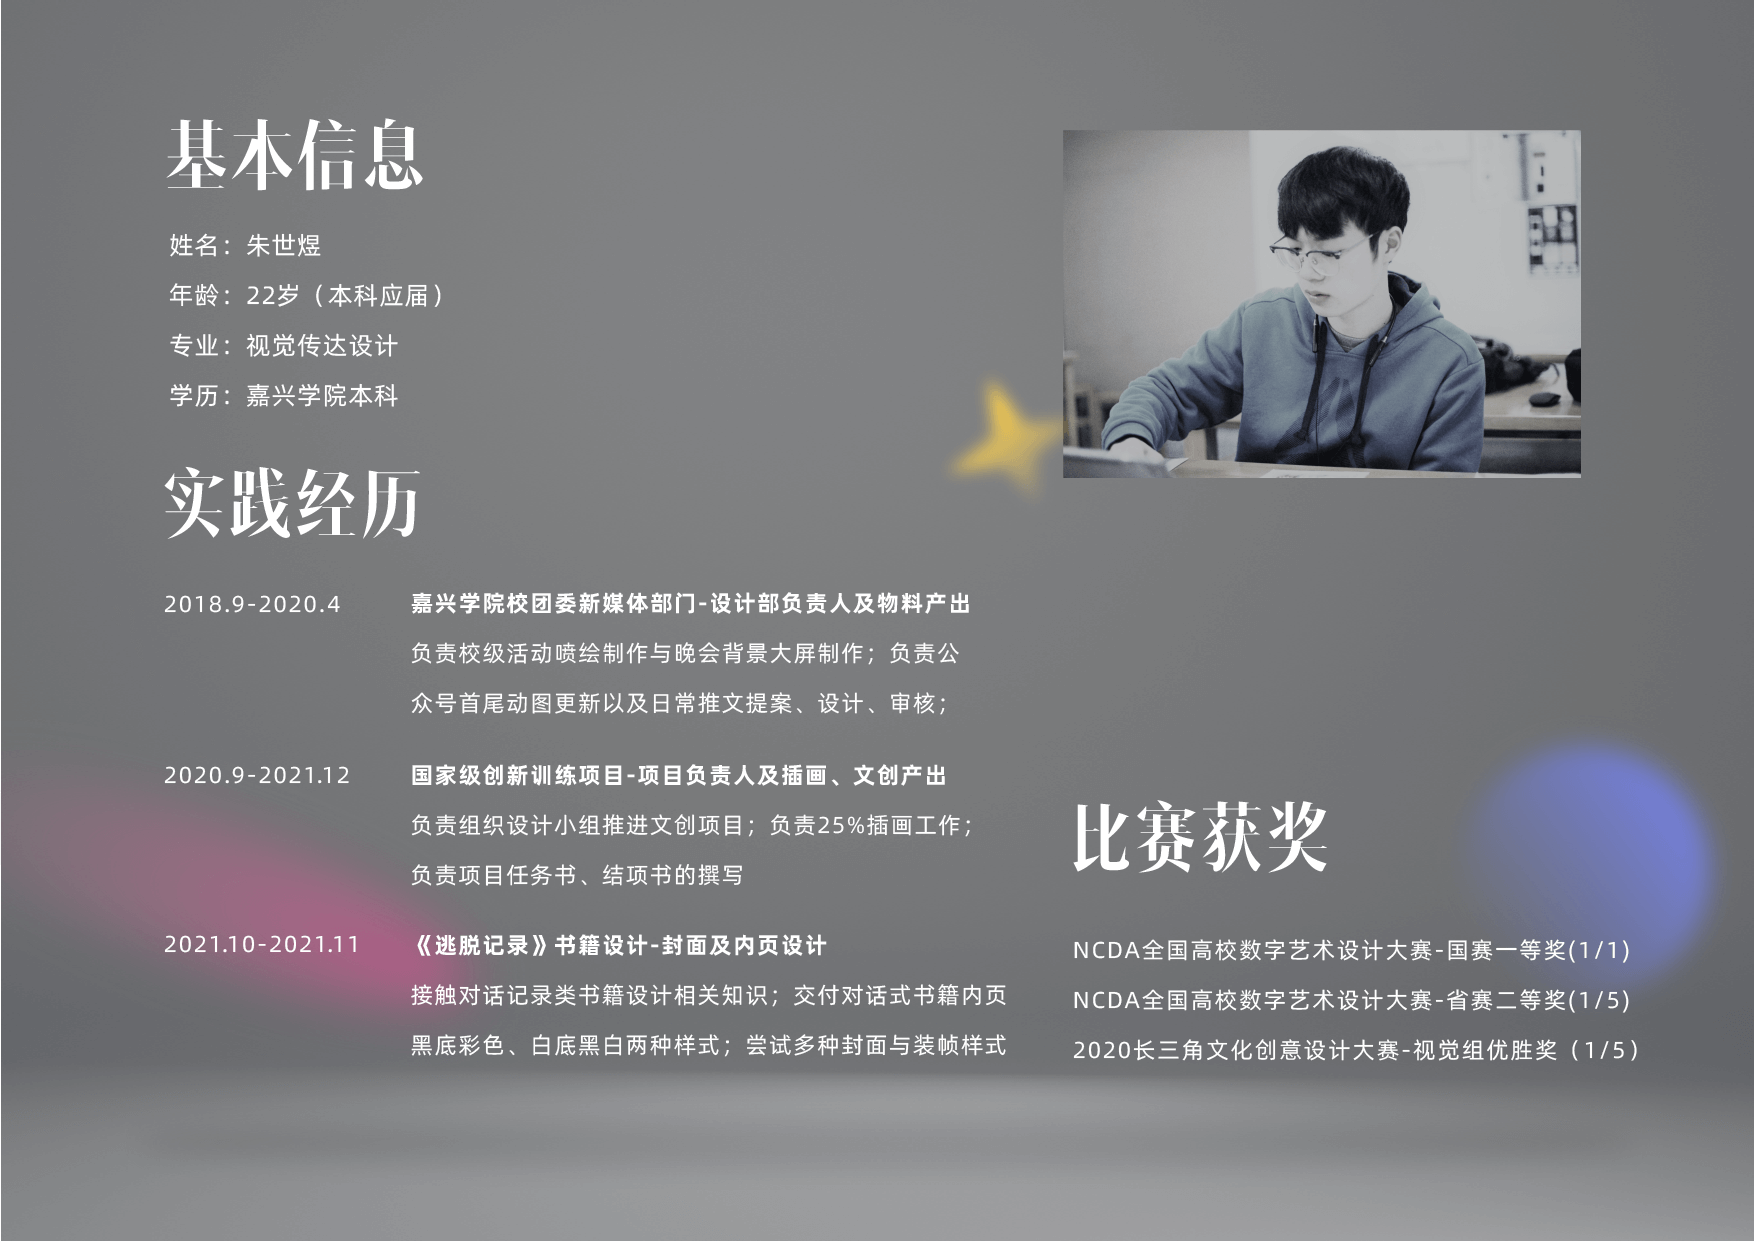 基本信息
姓名：朱世煜
年龄：22岁（本科应届）
专业：视觉传达设计
学历：嘉兴学院本科
实践经历
2018.9-2020.4
嘉兴学院校团委新媒体部门-设计部负责人及物料产出
负责校级活动喷绘制作与晚会背景大屏制作；负责公
众号首尾动图更新以及日常推文提案、设计、审核；
2020.9-2021.12
国家级创新训练项目-项目负责人及插画、文创产出
负责组织设计小组推进文创项目；负责25%插画工作；
负责项目任务书、结项书的撰写
2021.10-2021.11
《逃脱记录》书籍设计-封面及内页设计
接触对话记录类书籍设计相关知识；交付对话式书籍内页
黑底彩色、白底黑白两种样式；尝试多种封面与装帧样式
比赛获奖
NCDA全国高校数字艺术设计大赛-国赛一等奖(1/1)
NCDA全国高校数字艺术设计大赛-省赛二等奖(1/5)
2020长三角文化创意设计大赛-视觉组优胜奖（1/5）